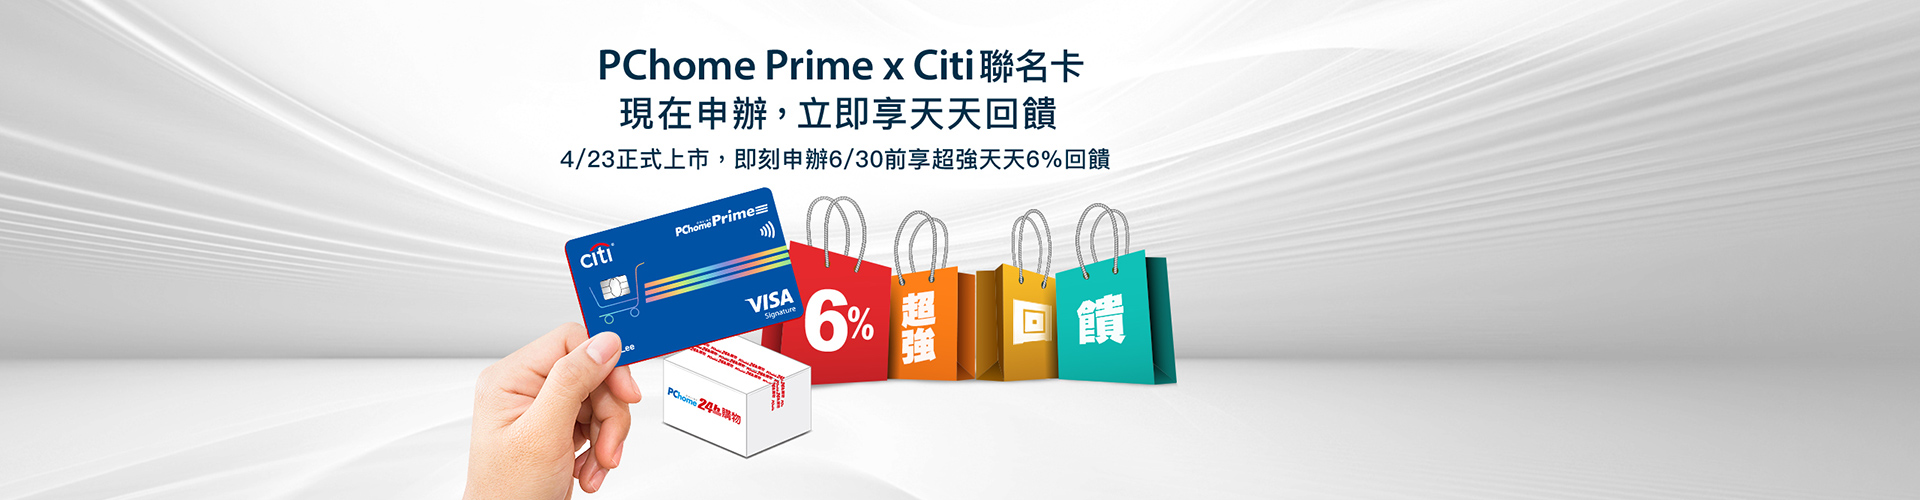 PChome Prime x Citi聯名卡
現在申辦，立即享天天回饋
4/23正式上市，即刻申辦6/30前享超強天天6%回饋
citi
PChome Prime
VISA
Signature
Lee
6%
超強
回
饋
PChome 24h購物